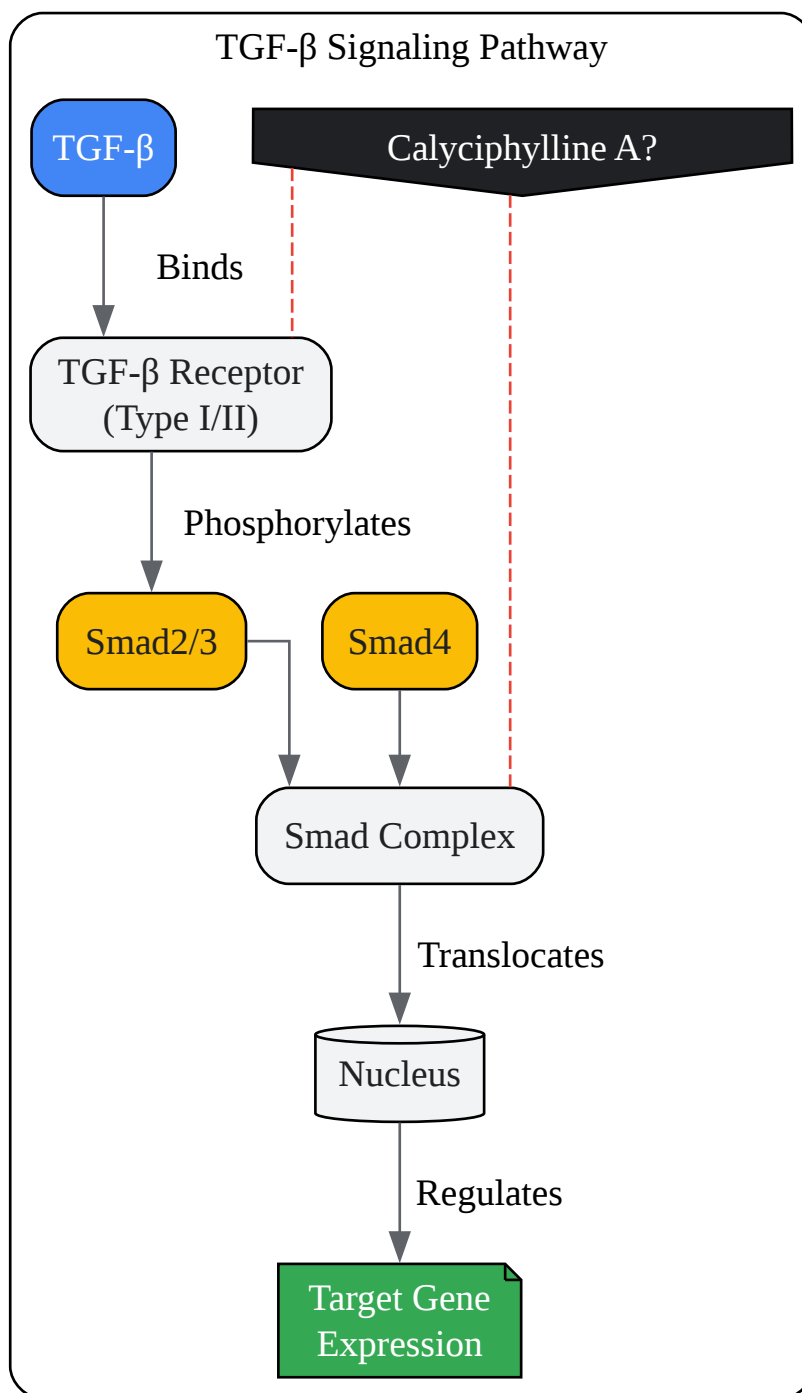 TGF-β Signaling Pathway
TGF-β
Calyciphylline A?
Binds
TGF-β Receptor
(Type I/II)
Phosphorylates
Smad2/3
Smad4
Smad Complex
Translocates
Nucleus
Regulates
Target Gene
Expression